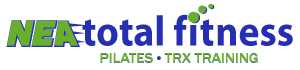 NEA total fitness
PILATES • TRX TRAINING